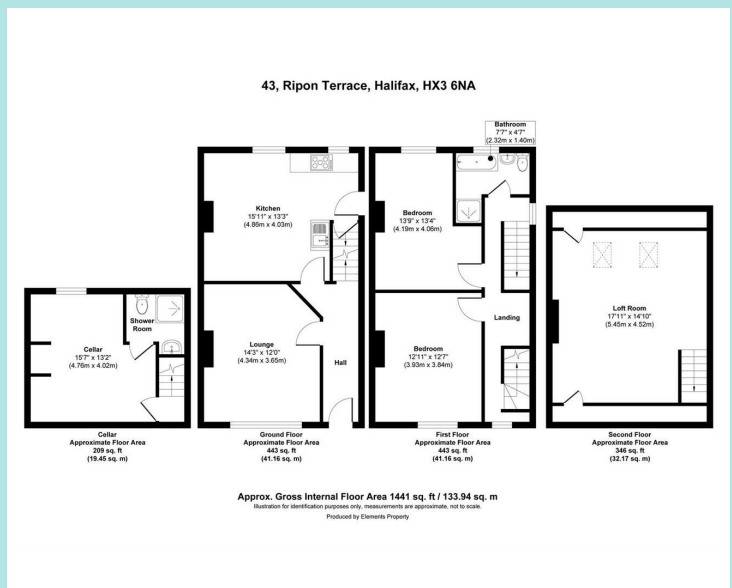 43, Ripon Terrace, Halifax, HX3 6NA
Bathroom
7'7" x 4'7"
(2.32m x 1.40m)
Kitchen
15'11" x 13'3"
(4.86m x 4.03m)
Bedroom
13'9" x 13'4"
(4.19m x 4.06m)
Shower
Room
Cellar
15'7" x 13'2"
(4.76m x 4.02m)
Lounge
14'3" x 12'0"
(4.34m x 3.65m)
Hall
Bedroom
12'11" x 12'7"
(3.93m x 3.84m)
Landing
Loft Room
17'11" x 14'10"
(5.45m x 4.52m)
Cellar
Approximate Floor Area
209 sq. ft
(19.45 sq. m)
Ground Floor
Approximate Floor Area
443 sq. ft
(41.16 sq. m)
First Floor
Approximate Floor Area
443 sq. ft
(41.16 sq. m)
Second Floor
Approximate Floor Area
346 sq. ft
(32.17 sq. m)
Approx. Gross Internal Floor Area 1441 sq. ft / 133.94 sq. m
Illustration for identification purposes only, measurements are approximate, not to scale.
Produced by Elements Property